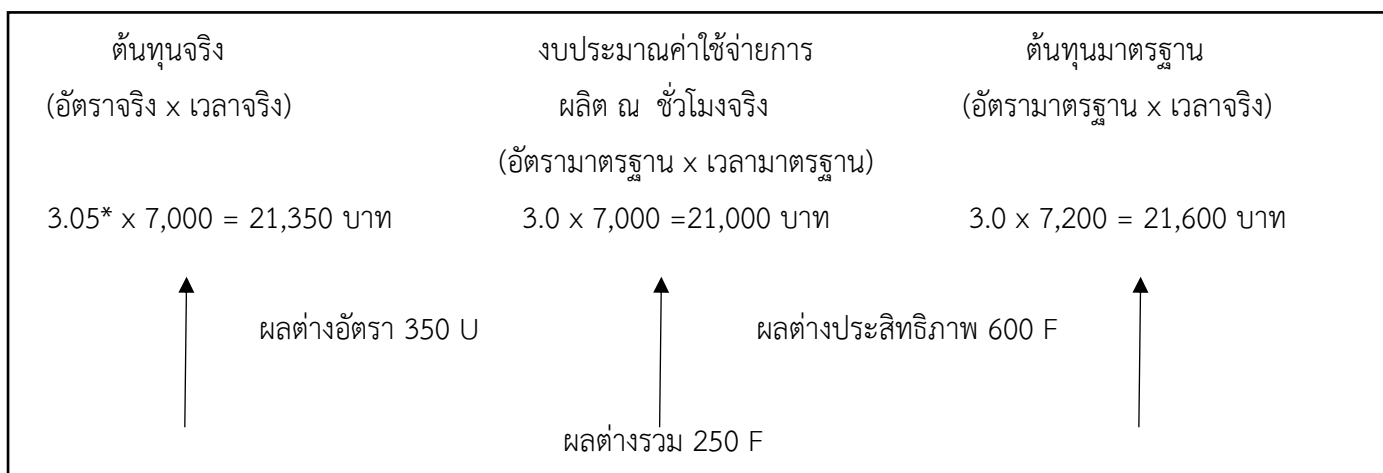 ต้นทุนจริง งบประมาณค่าใช้จ่ายการ ต้นทุนมาตรฐาน
(อัตราจริง x เวลาจริง) ผลิต ณ ชั่วโมงจริง (อัตรามาตรฐาน x เวลาจริง)
(อัตรามาตรฐาน x เวลามาตรฐาน)
3.05* x 7,000 = 21,350 บาท 3.0 x 7,000 =21,000 บาท 3.0 x 7,200 = 21,600 บาท
ผลต่างอัตรา 350 U ผลต่างประสิทธิภาพ 600 F
ผลต่างรวม 250 F